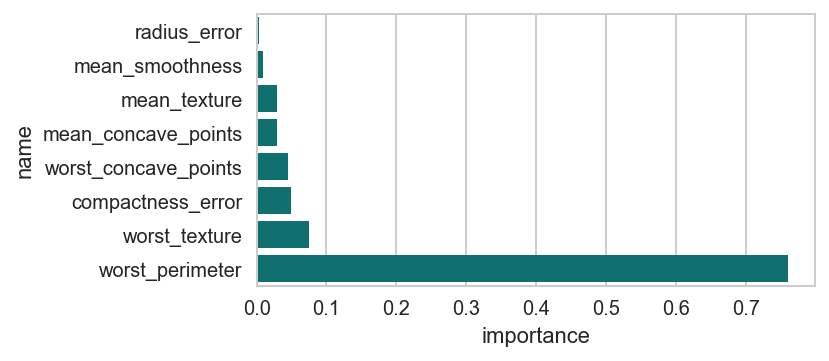 radius_error
mean_smoothness
mean_texture
mean_concave_points
worst_concave_points
compactness_error
worst_texture
worst_perimeter
name
0.0 0.1 0.2 0.3 0.4 0.5 0.6 0.7
importance